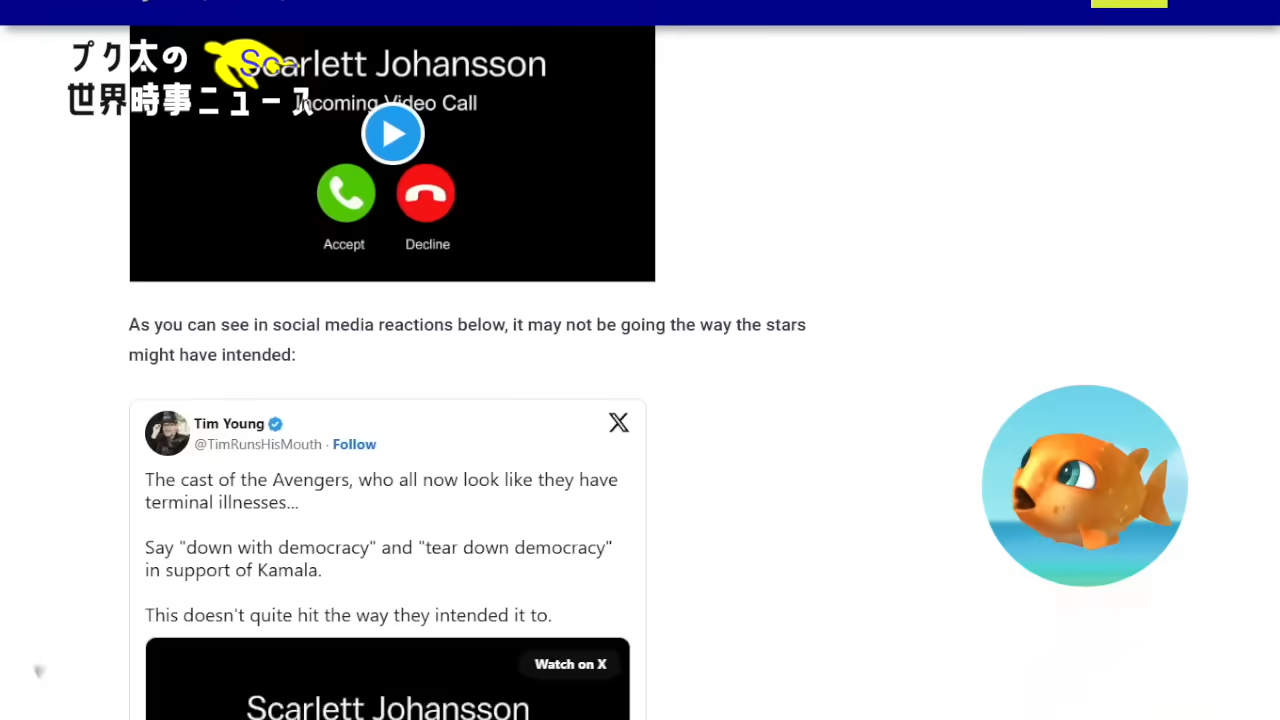 プク太の
世界時事ニュース
Scarlett Johansson
Incoming Video Call
Accept
Decline
As you can see in social media reactions below, it may not be going the way the stars
might have intended:
Tim Young
@TimRunsHisMouth · Follow
The cast of the Avengers, who all now look like they have
terminal illnesses...
Say "down with democracy" and "tear down democracy"
in support of Kamala.
This doesn't quite hit the way they intended it to.
Watch on X
Scarlett Johansson